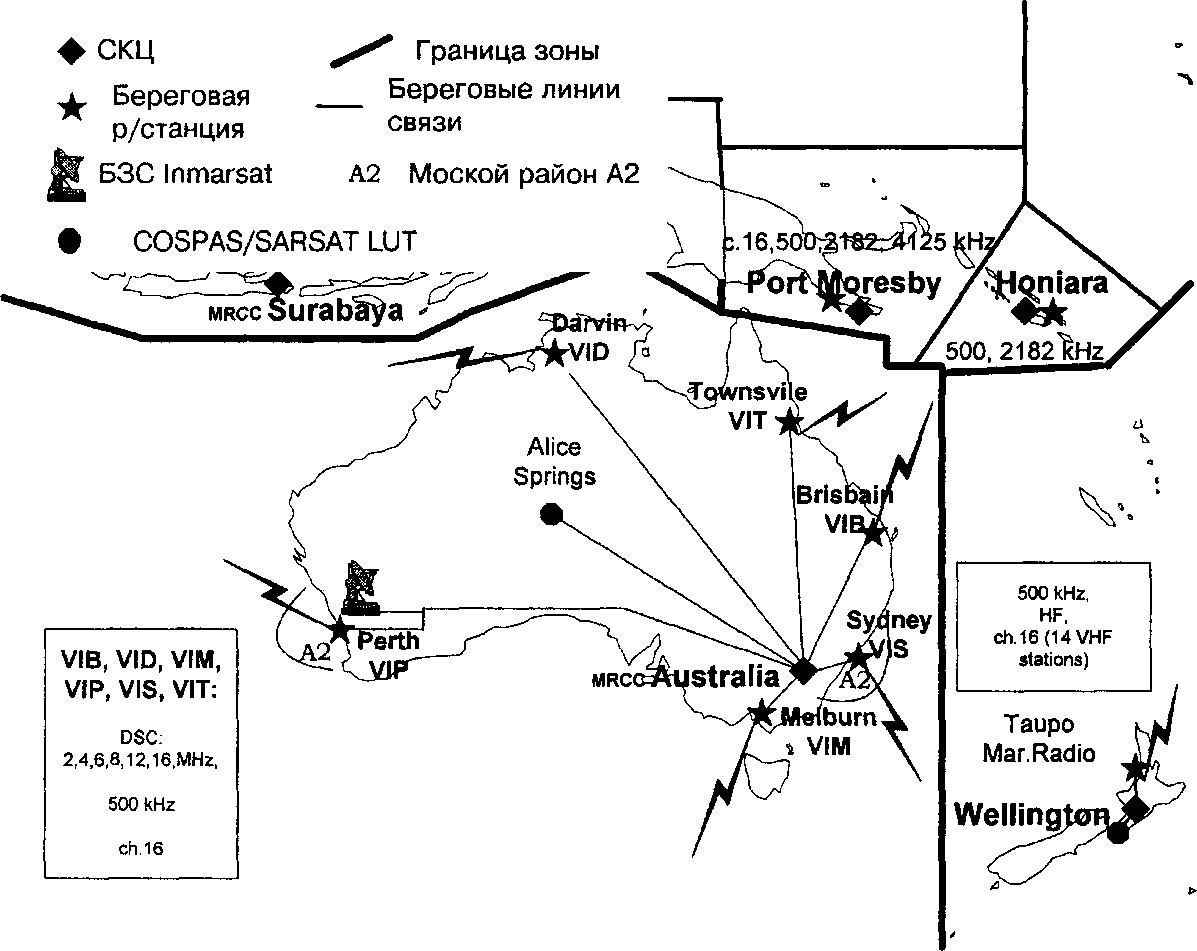 СКЦ
Граница зоны
Береговая
р/станция
Береговые линии
связи
БЗС Inmarsat
А2 Моской район А2
COSPAS/SARSAT LUT
c.16,500,2182, 4125 kHz
Port Moresby
Honiara
500, 2182 kHz
MRCC Surabaya
Darvin
VID
Townsvile
VIT
Alice
Springs
Brisbain
VIB
Sydney
VIS
A2
Perth
VIP
A2
MRCC Australia
Melburn
VIM
VIB, VID, VIM,
VIP, VIS, VIT:
DSC:
2,4,6,8,12,16,MHz,
500 kHz
ch.16
500 kHz,
HF,
ch.16 (14 VHF
stations)
Taupo
Mar.Radio
Wellington